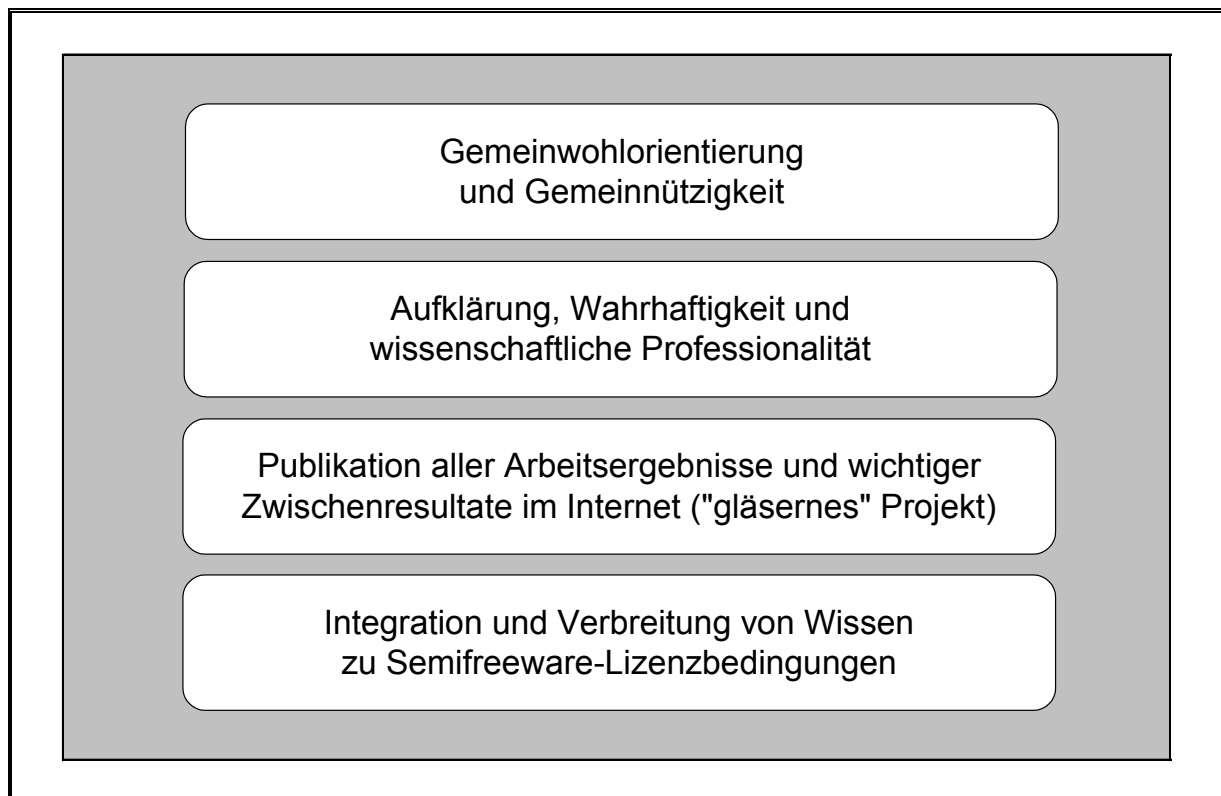 Gemeinwohlorientierung
und Gemeinnützigkeit
Aufklärung, Wahrhaftigkeit und
wissenschaftliche Professionalität
Publikation aller Arbeitsergebnisse und wichtiger
Zwischenresultate im Internet ("gläsernes" Projekt)
Integration und Verbreitung von Wissen
zu Semifreeware-Lizenzbedingungen